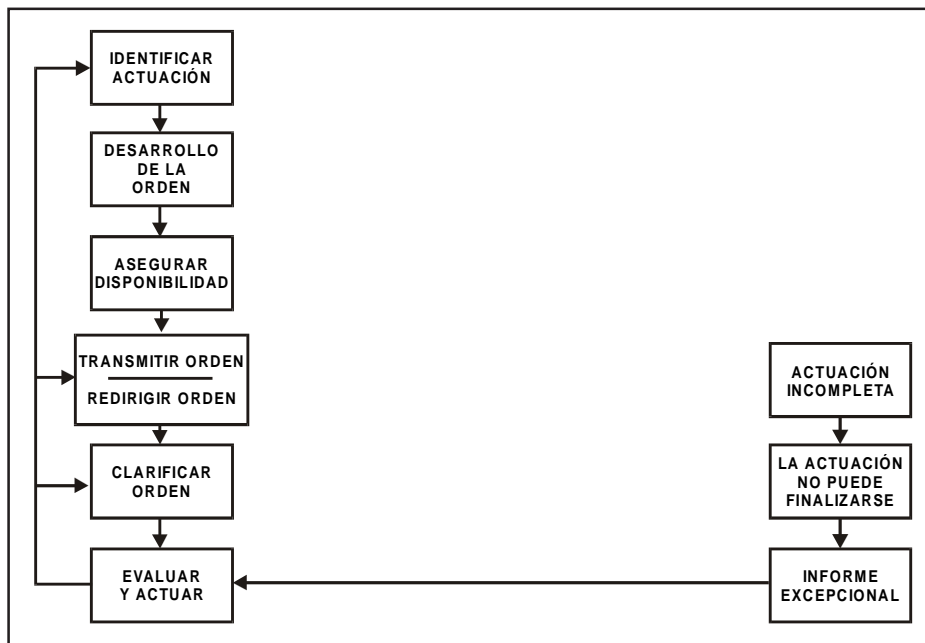 IDENTIFICAR
ACTUACIÓN
DESARROLLO
DE LA
ORDEN
ASEGURAR
DISPONIBILIDAD
TRANSMITIR ORDEN
REDIRIGIR ORDEN
CLARIFICAR
ORDEN
EVALUAR
Y ACTUAR
ACTUACIÓN
INCOMPLETA
LA ACTUACIÓN
NO PUEDE
FINALIZARSE
INFORME
EXCEPCIONAL